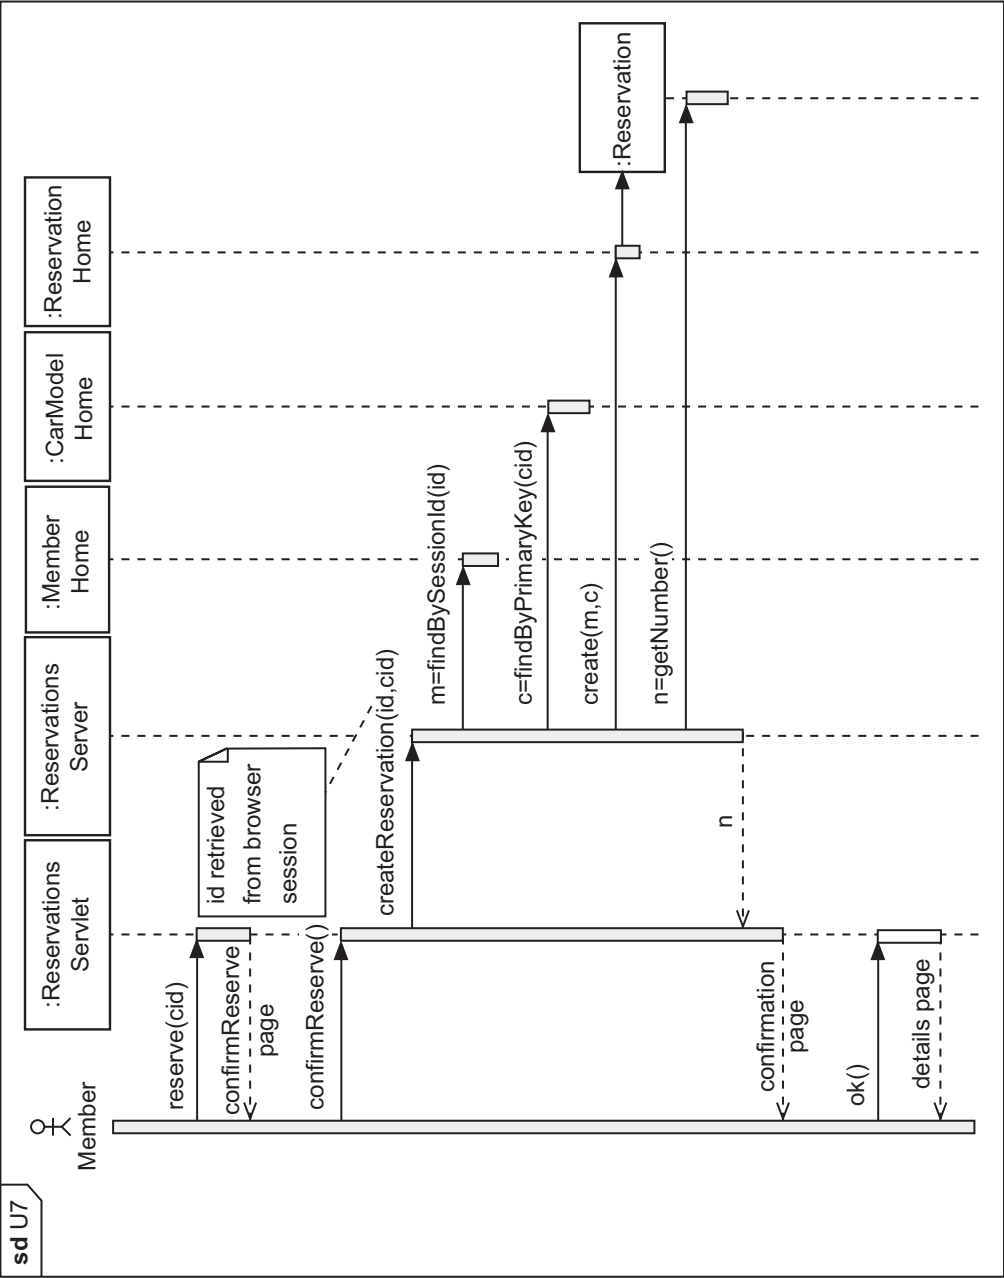 sd U7
Member
:Reservations
Servlet
:Reservations
Server
:Member
Home
:CarModel
Home
:Reservation
Home
reserve(cid)
id retrieved
from browser
session
confirmReserve
page
confirmReserve()
createReservation(id,cid)
m=findBySessionId(id)
c=findByPrimaryKey(cid)
create(m,c)
:Reservation
n=getNumber()
n
confirmation
page
ok()
details page